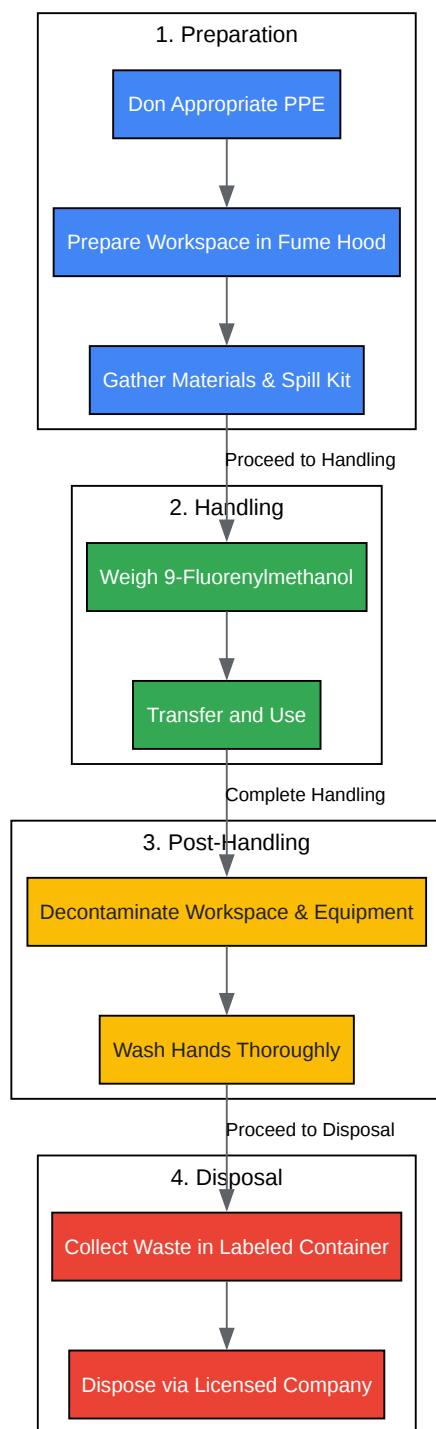 1. Preparation
Don Appropriate PPE
Prepare Workspace in Fume Hood
Gather Materials & Spill Kit
Proceed to Handling
2. Handling
Weigh 9-Fluorenylmethanol
Transfer and Use
Complete Handling
3. Post-Handling
Decontaminate Workspace & Equipment
Wash Hands Thoroughly
Proceed to Disposal
4. Disposal
Collect Waste in Labeled Container
Dispose via Licensed Company